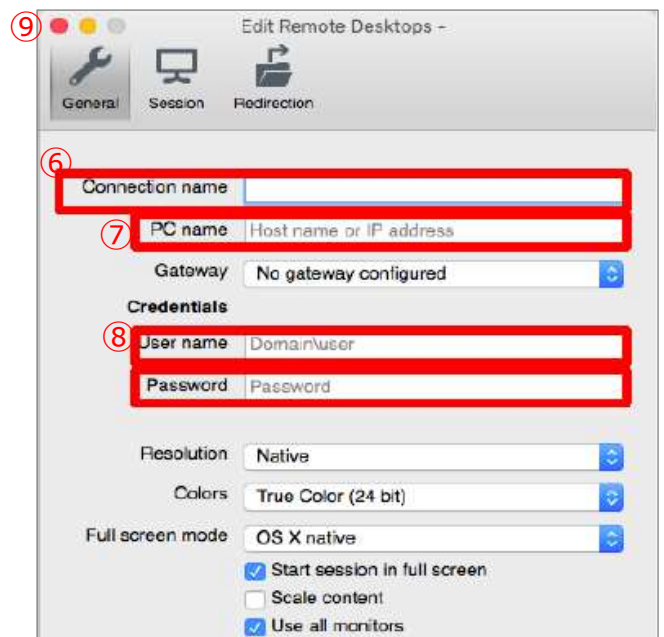 ⑨ Edit Remote Desktops -
General Session Redirection
⑥
Connection name
⑦ PC name Host name or IP address
Gateway No gateway configured
Credentials
⑧ User name Domain\user
Password Password
Resolution Native
Colors True Color (24 bit)
Full screen mode OS X native
Start session in full screen
Scale content
Use all monitors